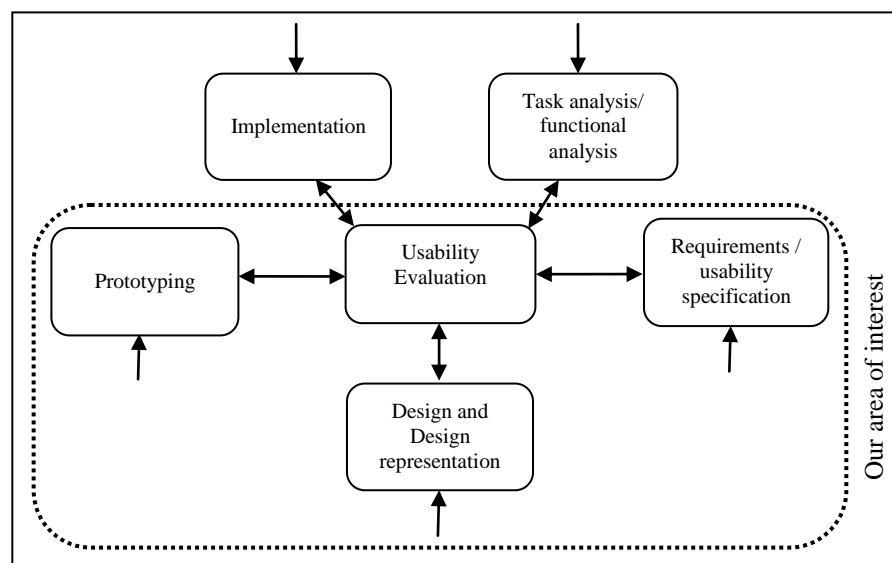 Implementation
Task analysis/
functional
analysis
Prototyping
Usability
Evaluation
Requirements /
usability
specification
Design and
Design
representation
Our area of interest